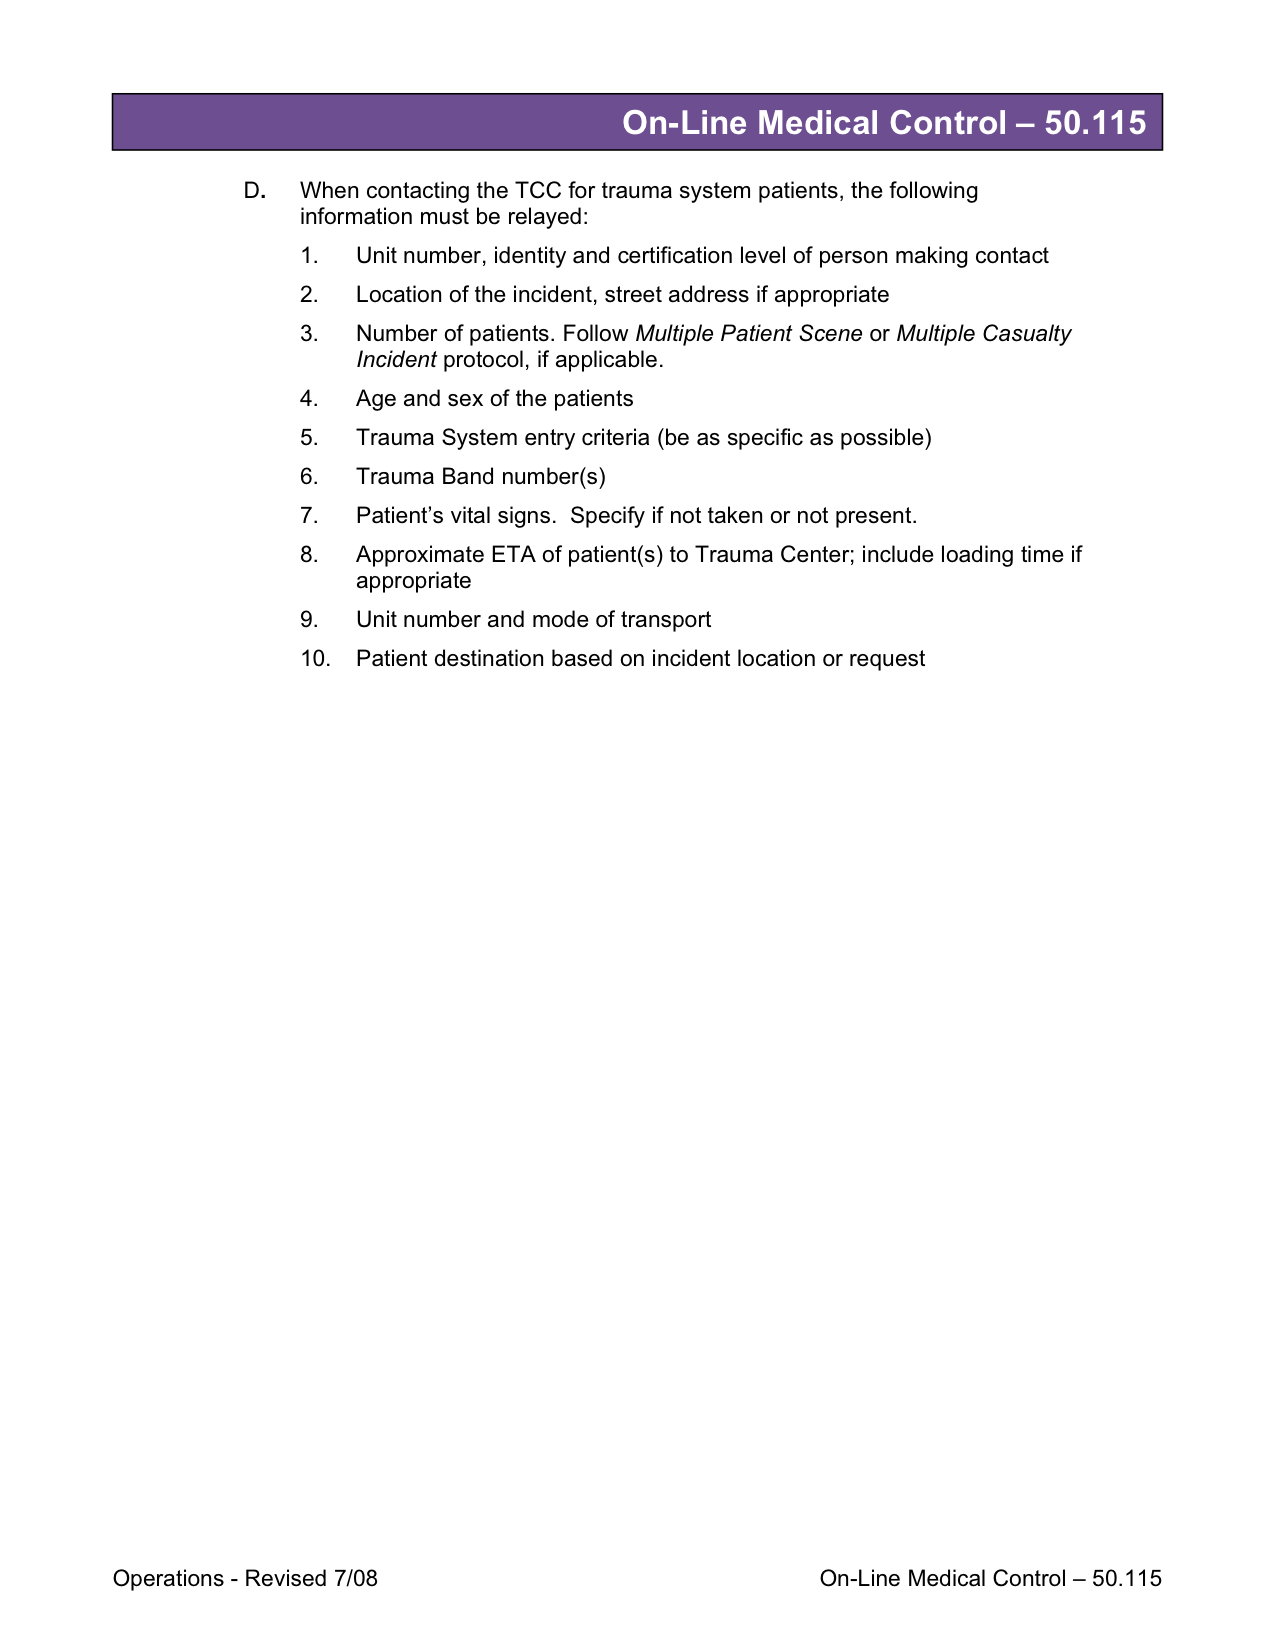 On-Line Medical Control – 50.115
D. When contacting the TCC for trauma system patients, the following
information must be relayed:
1. Unit number, identity and certification level of person making contact
2. Location of the incident, street address if appropriate
3. Number of patients. Follow Multiple Patient Scene or Multiple Casualty
Incident protocol, if applicable.
4. Age and sex of the patients
5. Trauma System entry criteria (be as specific as possible)
6. Trauma Band number(s)
7. Patient’s vital signs.  Specify if not taken or not present.
8. Approximate ETA of patient(s) to Trauma Center; include loading time if
appropriate
9. Unit number and mode of transport
10. Patient destination based on incident location or request
Operations - Revised 7/08 On-Line Medical Control – 50.115